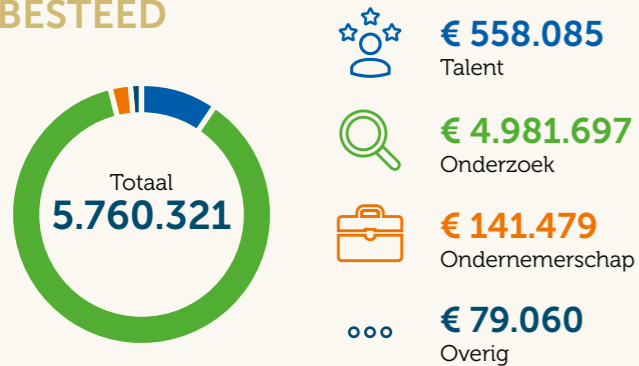 BESTEED
Totaal
5.760.321
€ 558.085
Talent
€ 4.981.697
Onderzoek
€ 141.479
Ondernemerschap
€ 79.060
Overig